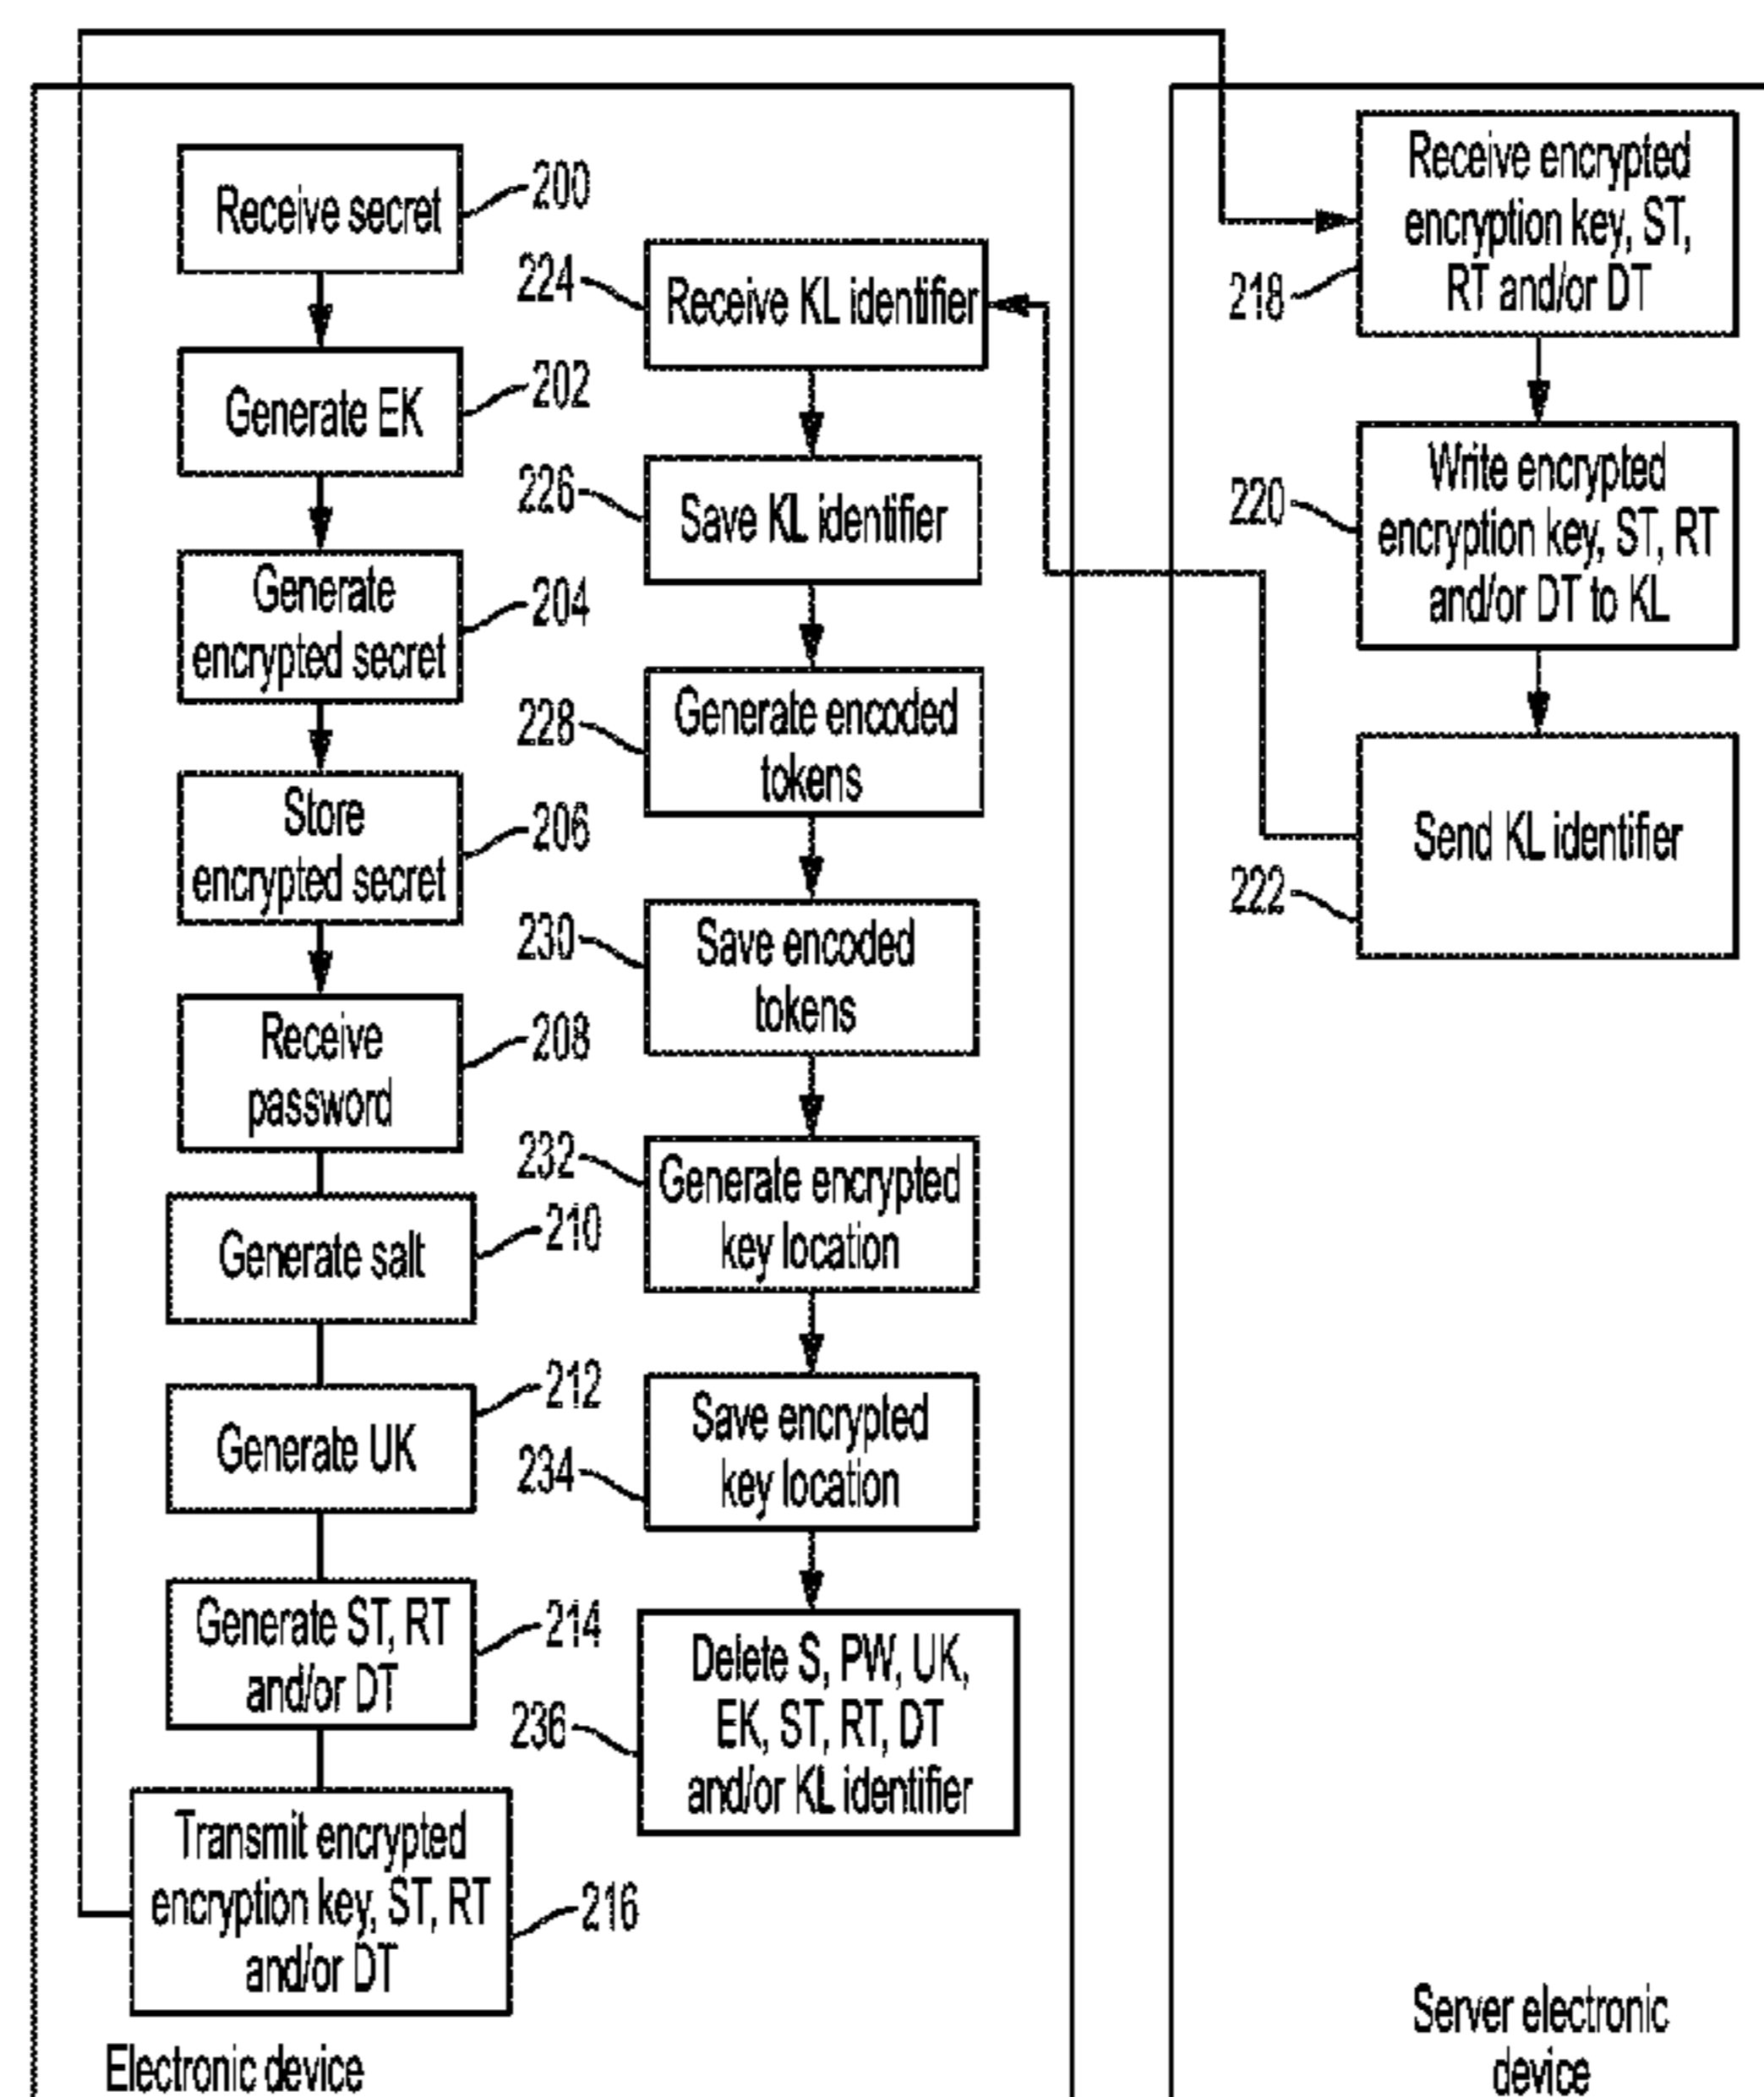 Receive secret
200
Generate EK
202
Generate
encrypted secret
204
Store
encrypted secret
206
Receive
password
208
Generate salt
210
Generate UK
212
Generate ST, RT
and/or DT
214
Transmit encrypted
encryption key, ST, RT
and/or DT
216
Electronic device
224
Receive KL identifier
226
Save KL identifier
228
Generate encoded
tokens
230
Save encoded
tokens
232
Generate encrypted
key location
234
Save encrypted
key location
236
Delete S, PW, UK,
EK, ST, RT, DT
and/or KL identifier
Receive encrypted
encryption key, ST,
RT and/or DT
218
Write encrypted
encryption key, ST, RT
and/or DT to KL
220
Send KL identifier
222
Server electronic
device